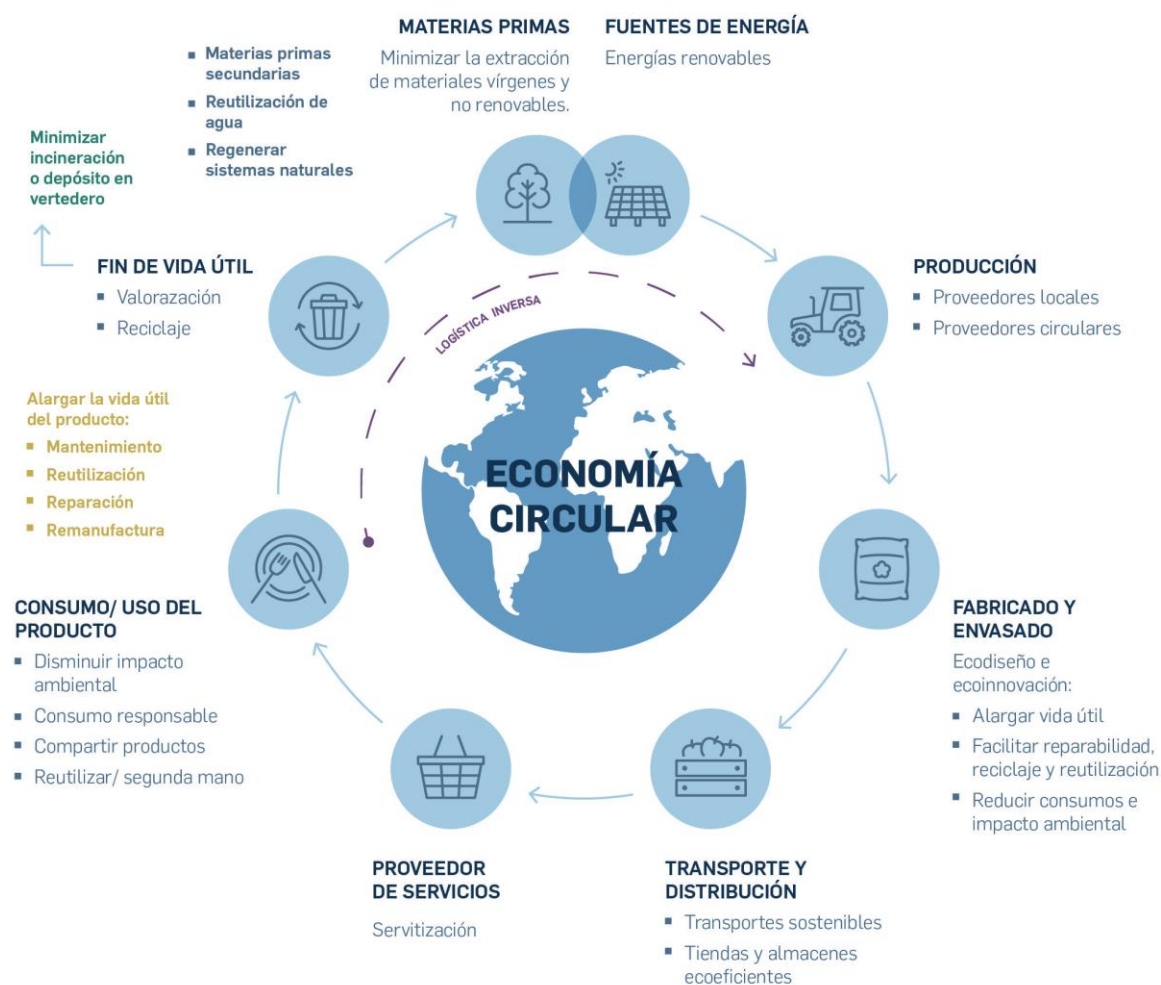 MATERIAS PRIMAS
Minimizar la extracción
de materiales vírgenes y
no renovables.
FUENTES DE ENERGÍA
Energías renovables
▪ Materias primas
secundarias
▪ Reutilización de
agua
▪ Regenerar
sistemas naturales
Minimizar
incineración
o depósito en
vertedero
FIN DE VIDA ÚTIL
▪ Valorazación
▪ Reciclaje
LOGÍSTICA INVERSA
PRODUCCIÓN
▪ Proveedores locales
▪ Proveedores circulares
Alargar la vida útil
del producto:
▪ Mantenimiento
▪ Reutilización
▪ Reparación
▪ Remanufactura
ECONOMÍA
CIRCULAR
CONSUMO/ USO DEL
PRODUCTO
▪ Disminuir impacto
ambiental
▪ Consumo responsable
▪ Compartir productos
▪ Reutilizar/ segunda mano
FABRICADO Y
ENVASADO
Ecodiseño e
ecoinnovación:
▪ Alargar vida útil
▪ Facilitar reparabilidad,
reciclaje y reutilización
▪ Reducir consumos e
impacto ambiental
PROVEEDOR
DE SERVICIOS
Servitización
TRANSPORTE Y
DISTRIBUCIÓN
▪ Transportes sostenibles
▪ Tiendas y almacenes
ecoeficientes